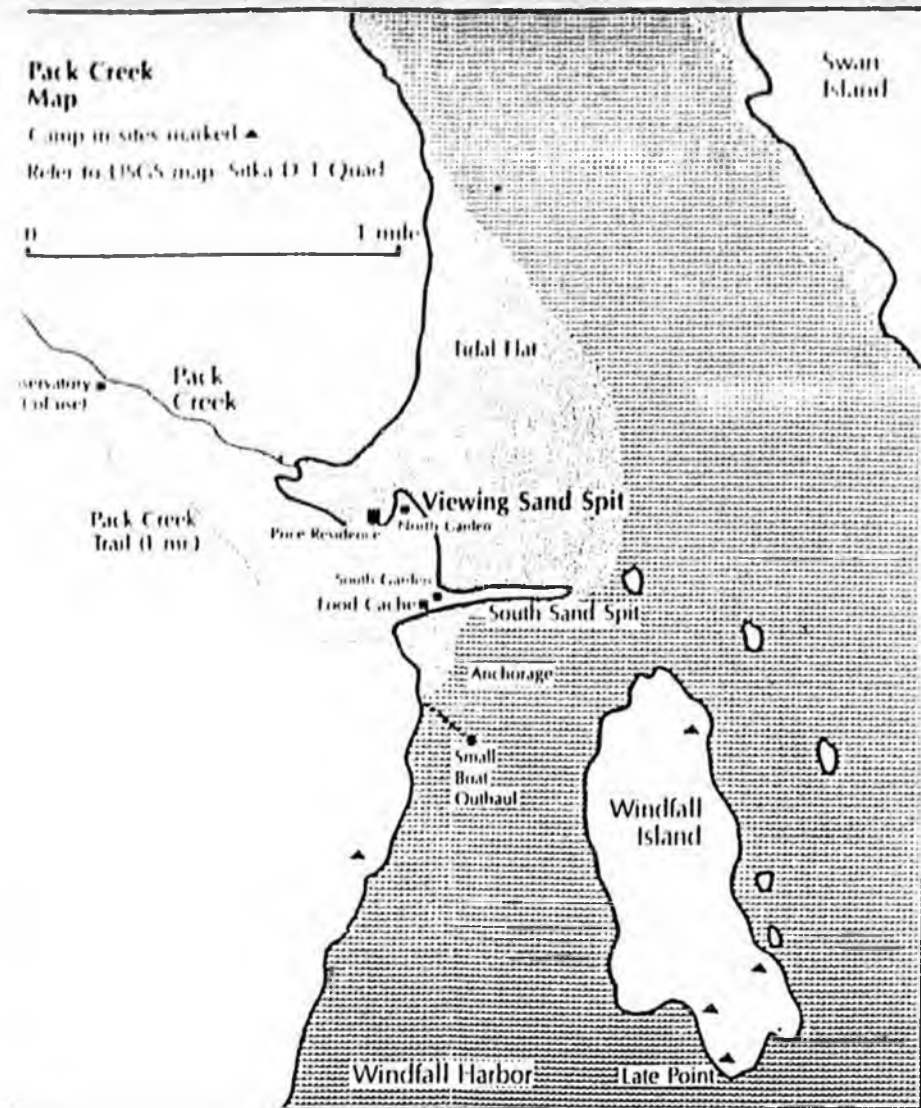 Pack Creek
Map
Camp in sites marked ▲
Refer to USGS map Sitka D 1 Quad
0 1 mile
Swan
Island
Tidal Flat
Pack
Creek
Pack Creek
Trail (1 mi.)
Viewing Sand Spit
North Garden
Price Residence
South Garden
Food Cache
South Sand Spit
Anchorage
Small
Boat
Outhaul
Windfall
Island
Windfall Harbor
Late Point